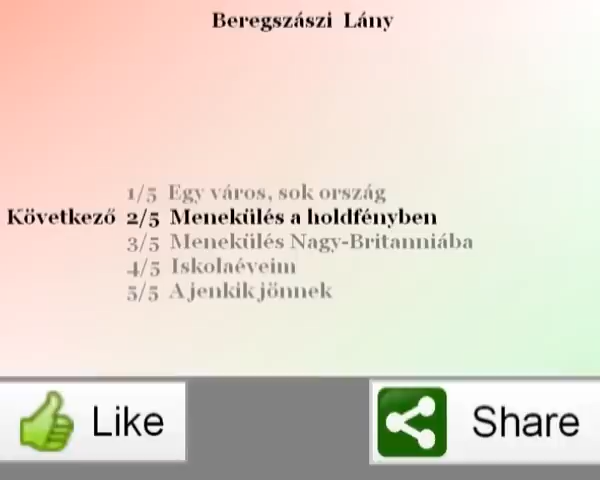 Beregszászi Lány
1/5 Egy város, sok ország
Következő 2/5 Menekülés a holdfényben
3/5 Menekülés Nagy-Britanniába
4/5 Iskolaéveim
5/5 A jenkik jönnek
Like
Share